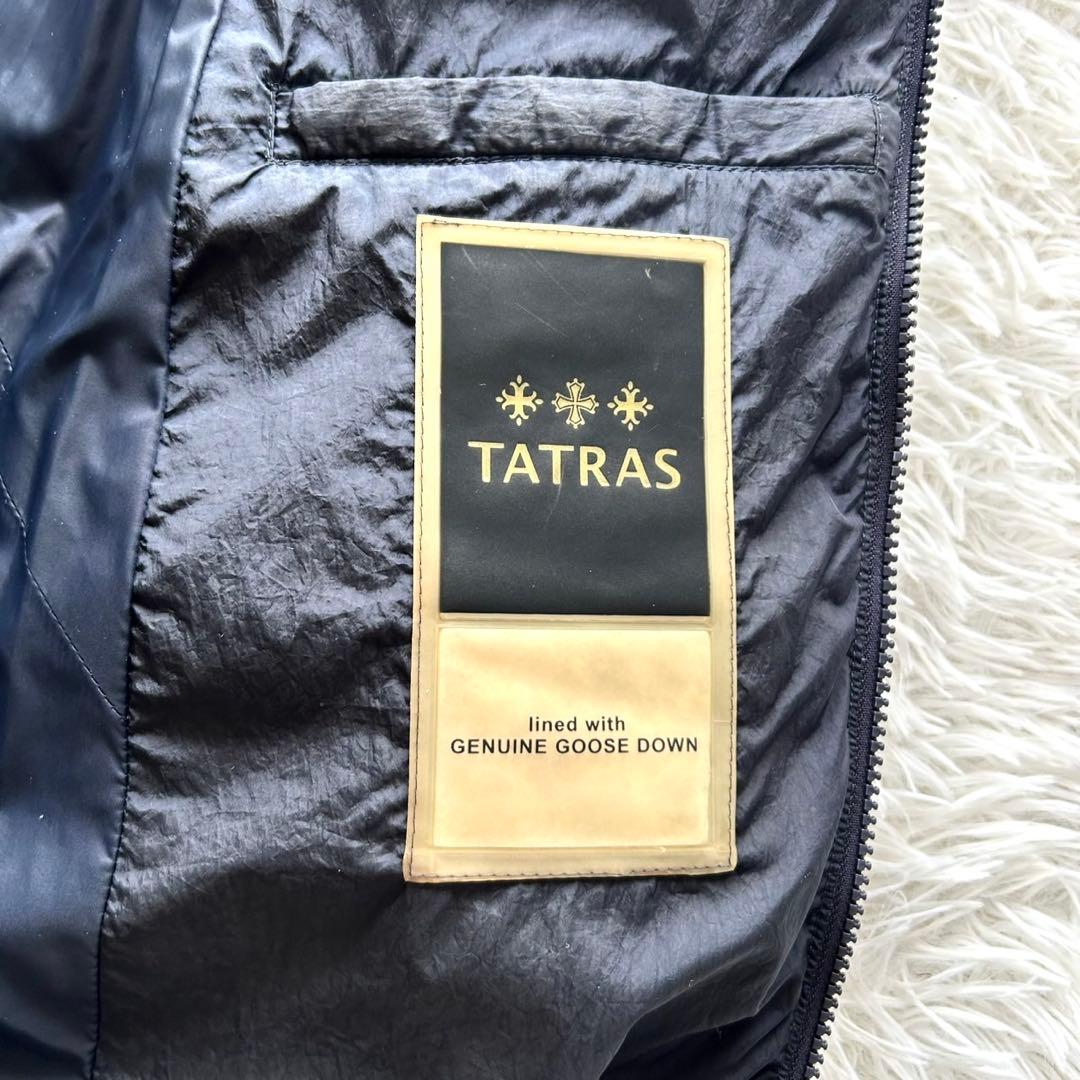 TATRAS
lined with
GENUINE GOOSE DOWN